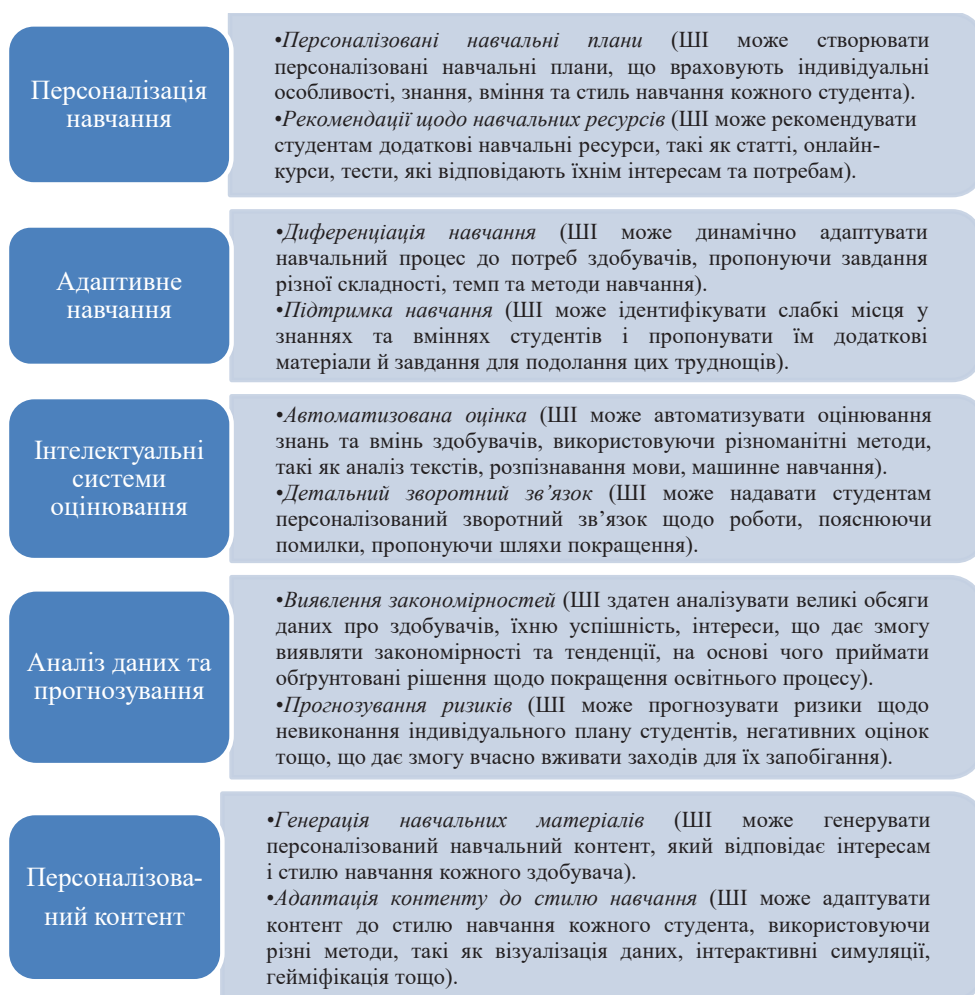 Персоналізація
навчання
•Персоналізовані навчальні плани (ШІ може створювати
персоналізовані навчальні плани, що враховують індивідуальні
особливості, знання, вміння та стиль навчання кожного студента).
•Рекомендації щодо навчальних ресурсів (ШІ може рекомендувати
студентам додаткові навчальні ресурси, такі як статті, онлайн-
курси, тести, які відповідають їхнім інтересам та потребам).
Адаптивне
навчання
•Диференціація навчання (ШІ може динамічно адаптувати
навчальний процес до потреб здобувачів, пропонуючи завдання
різної складності, темп та методи навчання).
•Підтримка навчання (ШІ може ідентифікувати слабкі місця у
знаннях та вміннях студентів і пропонувати їм додаткові
матеріали й завдання для подолання цих труднощів).
Інтелектуальні
системи
оцінювання
•Автоматизована оцінка (ШІ може автоматизувати оцінювання
знань та вмінь здобувачів, використовуючи різноманітні методи,
такі як аналіз текстів, розпізнавання мови, машинне навчання).
•Детальний зворотний зв’язок (ШІ може надавати студентам
персоналізований зворотний зв’язок щодо роботи, пояснюючи
помилки, пропонуючи шляхи покращення).
Аналіз даних та
прогнозування
•Виявлення закономірностей (ШІ здатен аналізувати великі обсяги
даних про здобувачів, їхню успішність, інтереси, що дає змогу
виявляти закономірності та тенденції, на основі чого приймати
обґрунтовані рішення щодо покращення освітнього процесу).
•Прогнозування ризиків (ШІ може прогнозувати ризики щодо
невиконання індивідуального плану студентів, негативних оцінок
тощо, що дає змогу вчасно вживати заходів для їх запобігання).
Персоналізова-
ний контент
•Генерація навчальних матеріалів (ШІ може генерувати
персоналізований навчальний контент, який відповідає інтересам
і стилю навчання кожного здобувача).
•Адаптація контенту до стилю навчання (ШІ може адаптувати
контент до стилю навчання кожного студента, використовуючи
різні методи, такі як візуалізація даних, інтерактивні симуляції,
гейміфікація тощо).